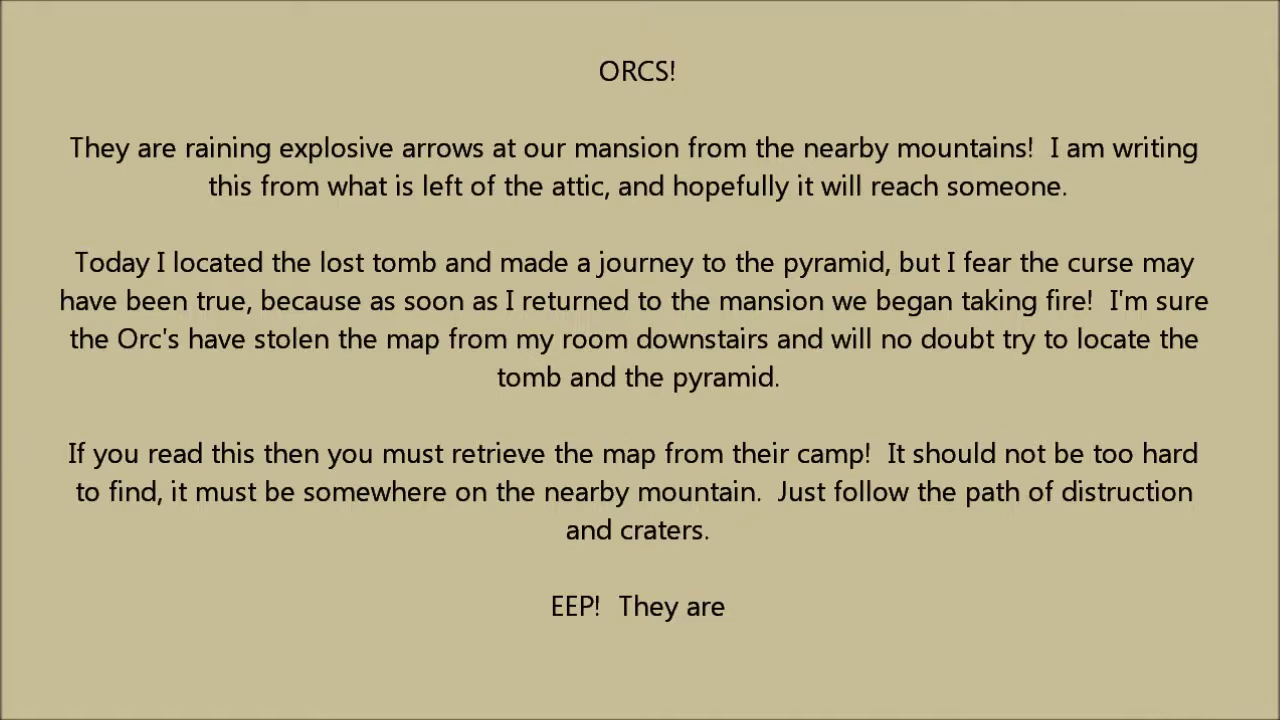 ORCS!
They are raining explosive arrows at our mansion from the nearby mountains!  I am writing
this from what is left of the attic, and hopefully it will reach someone.
Today I located the lost tomb and made a journey to the pyramid, but I fear the curse may
have been true, because as soon as I returned to the mansion we began taking fire!  I'm sure
the Orc's have stolen the map from my room downstairs and will no doubt try to locate the
tomb and the pyramid.
If you read this then you must retrieve the map from their camp!  It should not be too hard
to find, it must be somewhere on the nearby mountain.  Just follow the path of distruction
and craters.
EEP!  They are